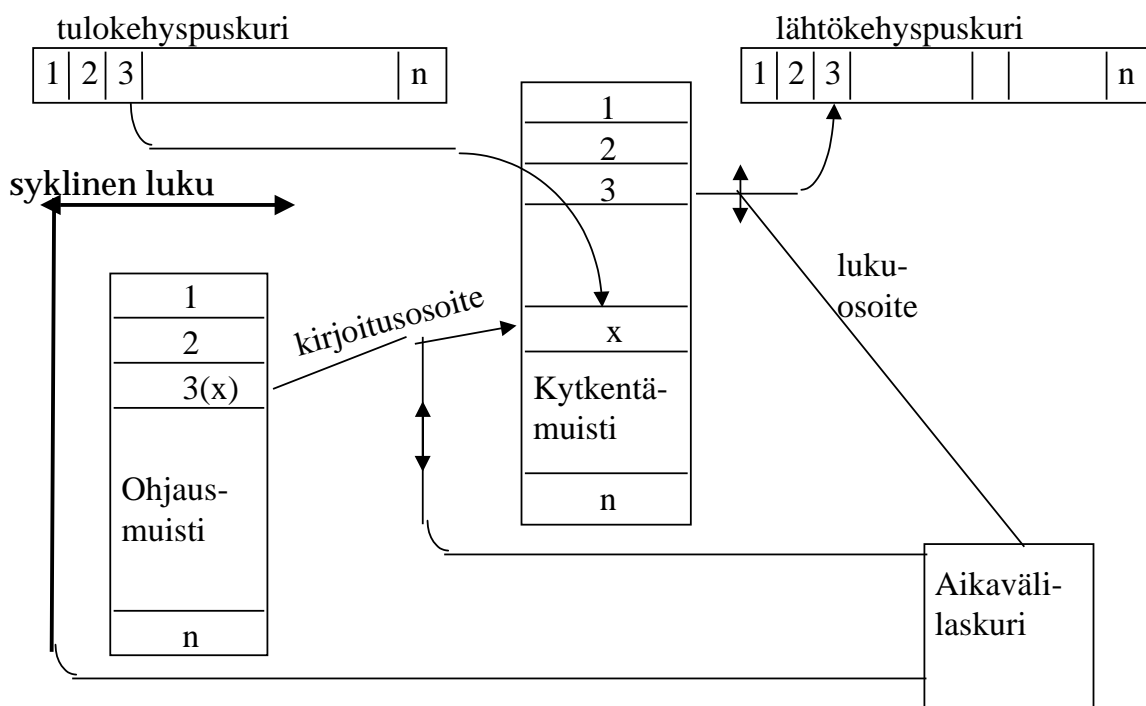 tulokehyspuskuri
lähtökehyspuskuri
1 2 3 n
1 2 3 n
1
2
3
x
Kytkentä-
muisti
n
syklinen luku
1
2
3(x)
Ohjaus-
muisti
n
kirjoitusosoite
luku-
osoite
Aikaväli-
laskuri